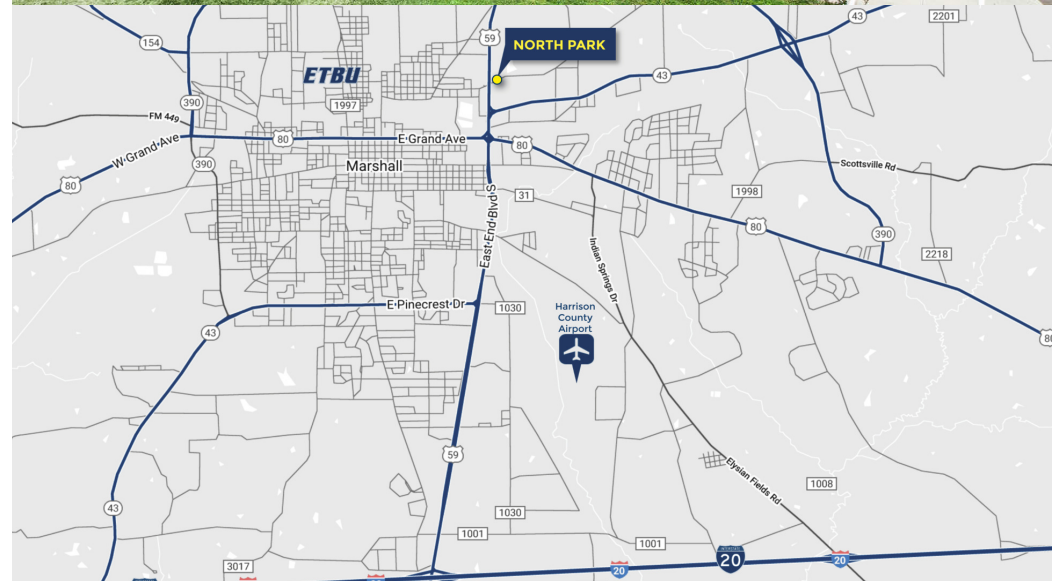 43
2201
59
NORTH PARK
154
ETBU
43
390
1997
FM 449
E Grand Ave
80
80
W Grand Ave
390
Marshall
Scottsville Rd
80
31
1998
East End Blvd S
80
390
Indian Springs Dr
2218
E Pinecrest Dr
1030
Harrison
County
Airport
43
80
59
Elysian Fields Rd
1008
43
1030
1001
1001
INTERSTATE
20
20
20
3017